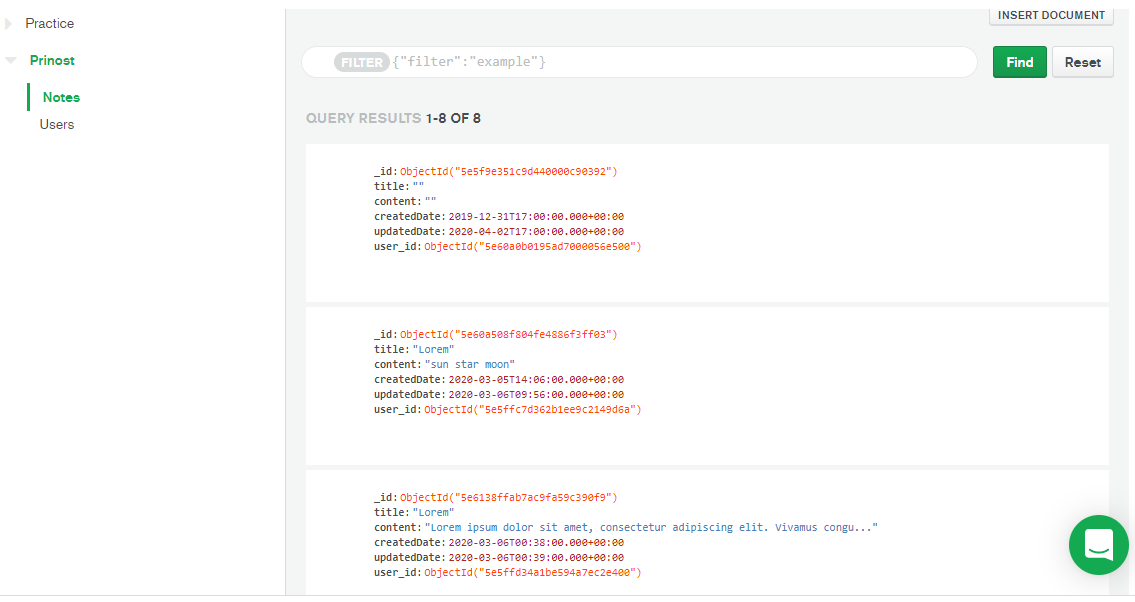 Practice
Prinost
Notes
Users
INSERT DOCUMENT
FILTER {"filter":"example"}
Find
Reset
QUERY RESULTS 1-8 OF 8
_id: ObjectId("5e5f9e351c9d440000c90392")
title: ""
content: ""
createdDate: 2019-12-31T17:00:00.000+00:00
updatedDate: 2020-04-02T17:00:00.000+00:00
user_id: ObjectId("5e60a0b0195ad7000056e500")
_id: ObjectId("5e60a508f804fe4886f3ff03")
title: "Lorem"
content: "sun star moon"
createdDate: 2020-03-05T14:06:00.000+00:00
updatedDate: 2020-03-06T09:56:00.000+00:00
user_id: ObjectId("5e5ffc7d362b1ee9c2149d6a")
_id: ObjectId("5e6138ffab7ac9fa59c390f9")
title: "Lorem"
content: "Lorem ipsum dolor sit amet, consectetur adipiscing elit. Vivamus congu..."
createdDate: 2020-03-06T00:38:00.000+00:00
updatedDate: 2020-03-06T00:39:00.000+00:00
user_id: ObjectId("5e5ffd34a1be594a7ec2e400")